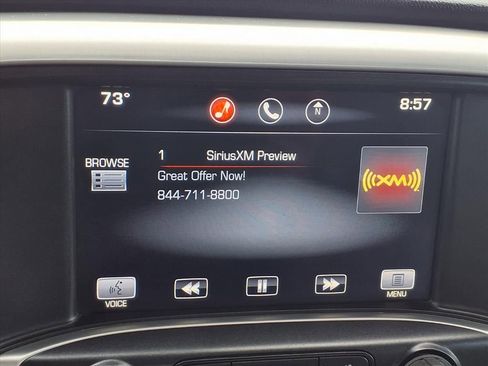 73°
N
8:57
BROWSE
1 SiriusXM Preview
Great Offer Now!
844-711-8800
((XM))
VOICE
MENU